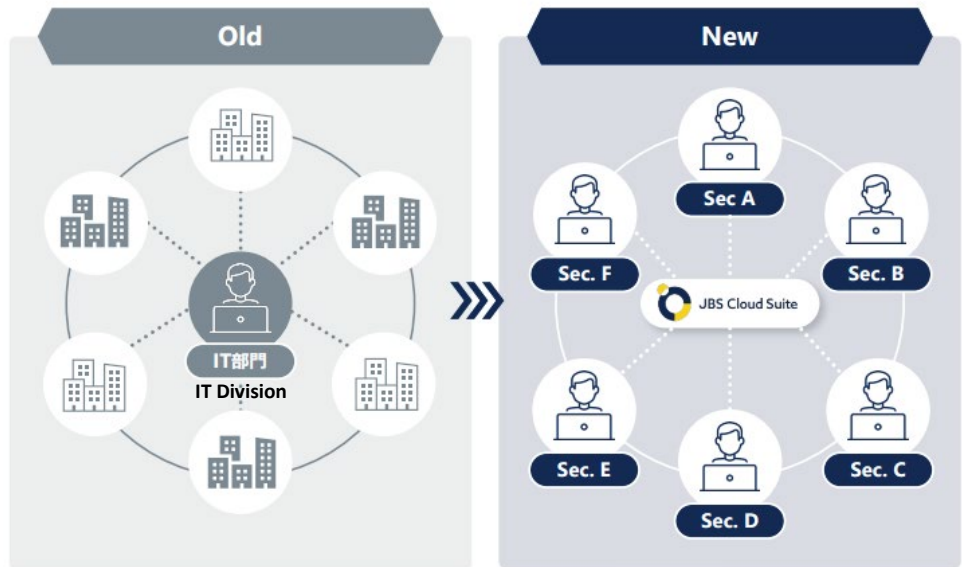 Old
IT部門
IT Division
New
Sec A
Sec. F
Sec. B
JBS Cloud Suite
Sec. E
Sec. C
Sec. D